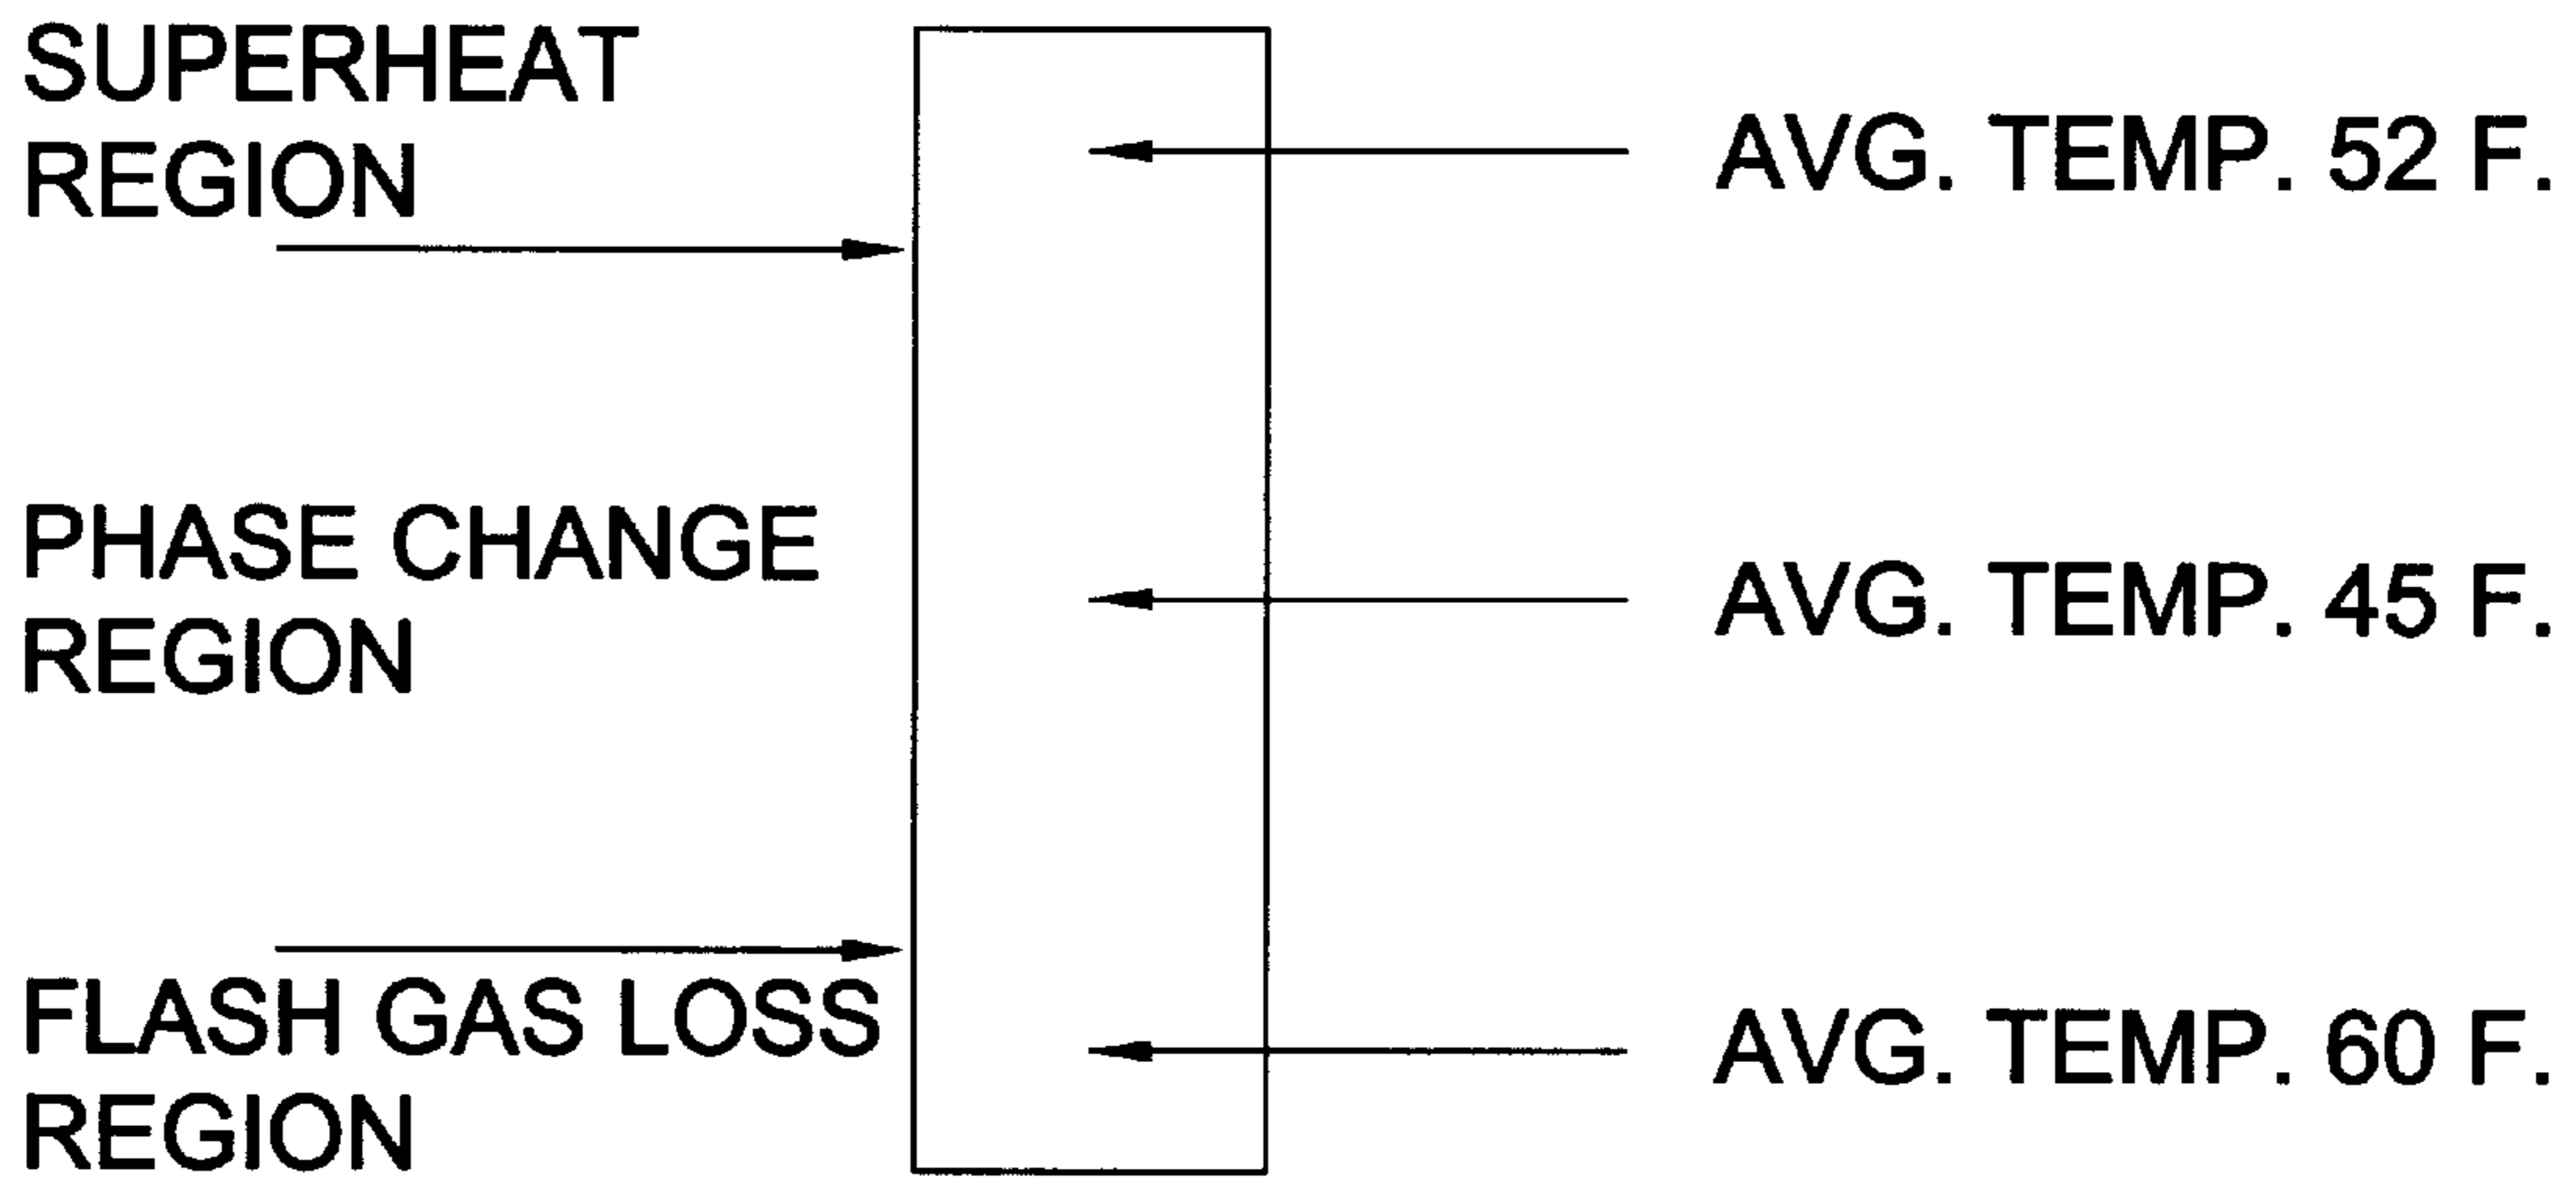 SUPERHEAT
REGION
AVG. TEMP. 52 F.
PHASE CHANGE
REGION
AVG. TEMP. 45 F.
FLASH GAS LOSS
REGION
AVG. TEMP. 60 F.